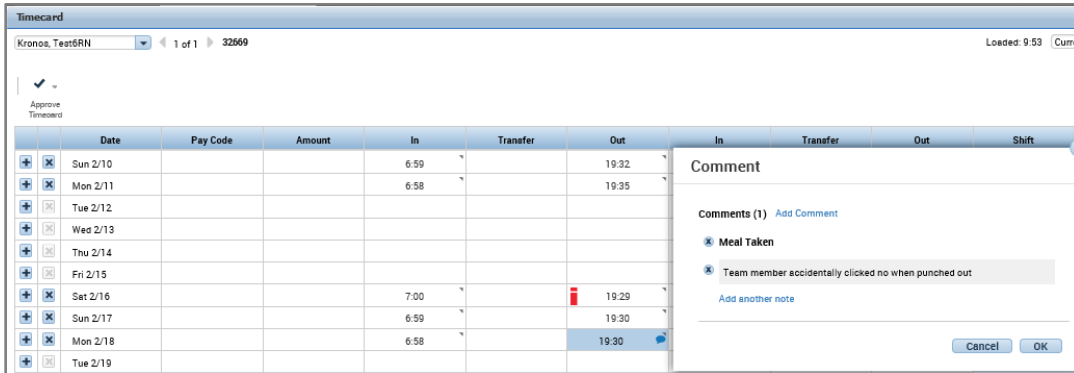 Timecard
Kronos, Test6RN 1 of 1 32669 Loaded: 9:53 Curre
Approve
Timecard
Date Pay Code Amount In Transfer Out In Transfer Out Shift
Sun 2/10 6:59 19:32
Mon 2/11 6:58 19:35
Tue 2/12
Wed 2/13
Thu 2/14
Fri 2/15
Sat 2/16 7:00 19:29
Sun 2/17 6:59 19:30
Mon 2/18 6:58 19:30
Tue 2/19
Comment
Comments (1) Add Comment
Meal Taken
Team member accidentally clicked no when punched out
Add another note
Cancel OK